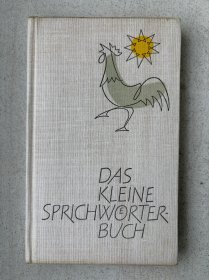 DAS
KLEINE
SPRICHWÖRTER-
BUCH